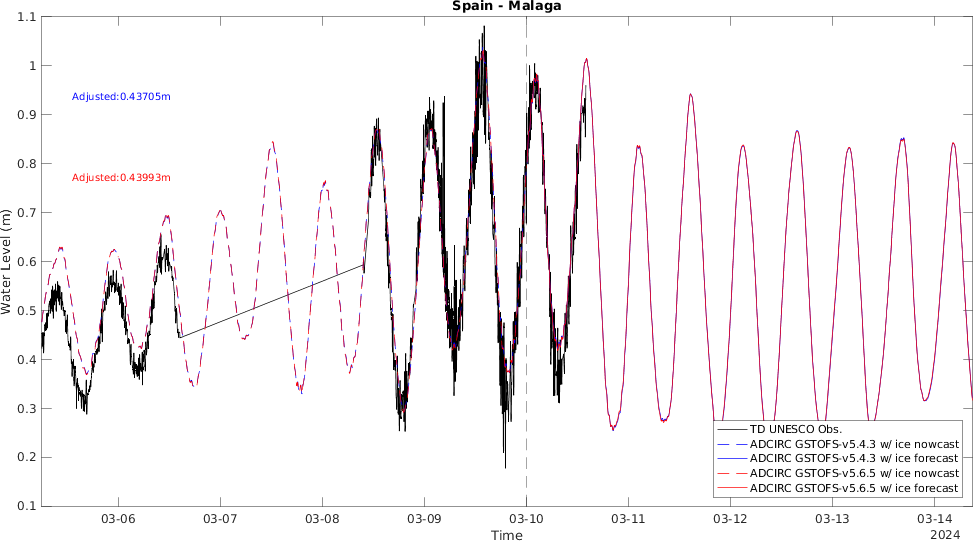 Spain - Malaga
Water Level (m)
1.1
1
0.9
0.8
0.7
0.6
0.5
0.4
0.3
0.2
0.1
Adjusted:0.43705m
Adjusted:0.43993m
TD UNESCO Obs.
ADCIRC GSTOFS-v5.4.3 w/ ice nowcast
ADCIRC GSTOFS-v5.4.3 w/ ice forecast
ADCIRC GSTOFS-v5.6.5 w/ ice nowcast
ADCIRC GSTOFS-v5.6.5 w/ ice forecast
03-06 03-07 03-08 03-09 03-10 03-11 03-12 03-13 03-14
Time
2024